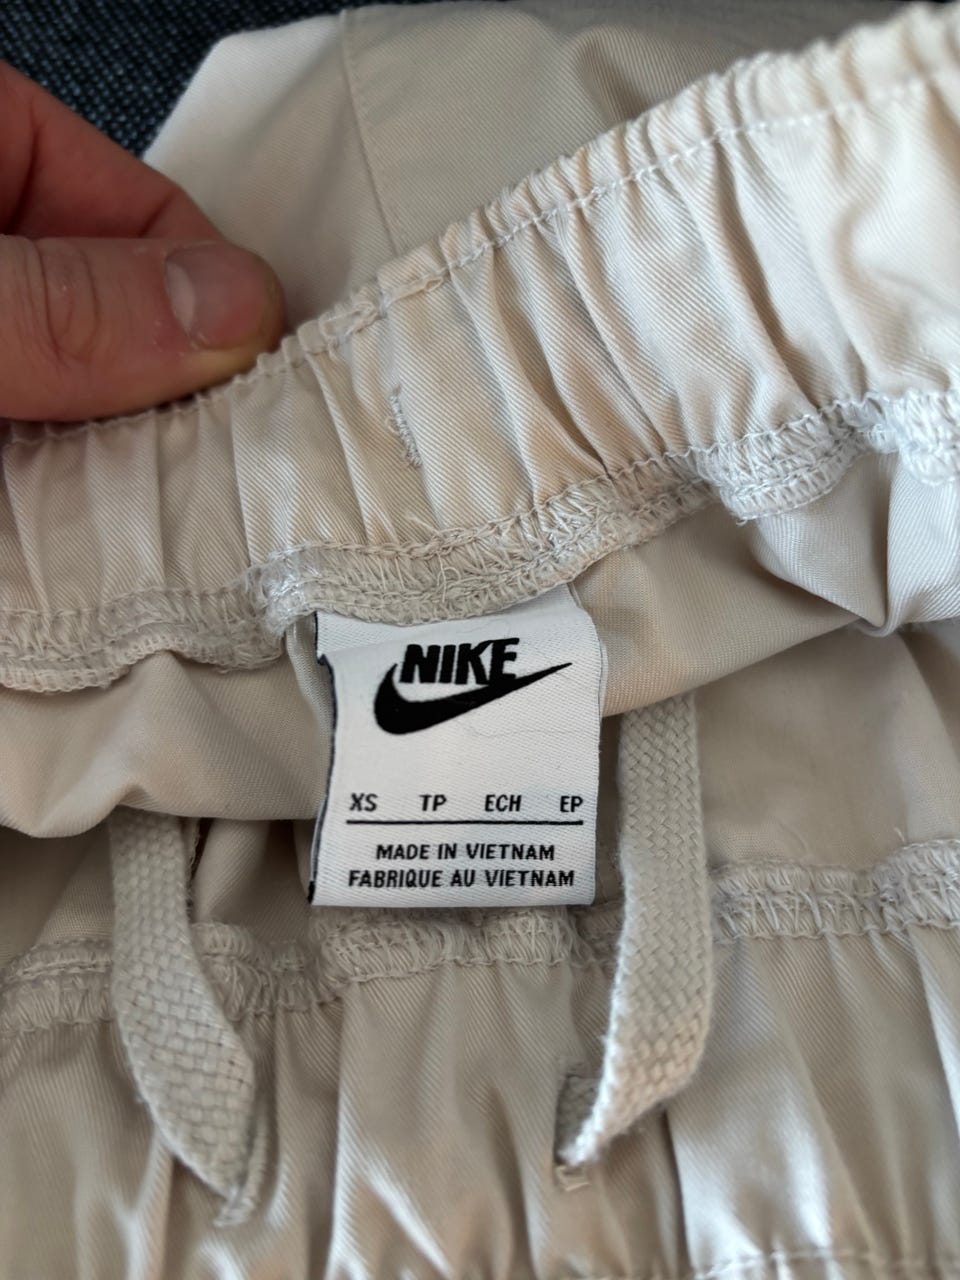 NIKE
XS TP ECH EP
MADE IN VIETNAM
FABRIQUE AU VIETNAM